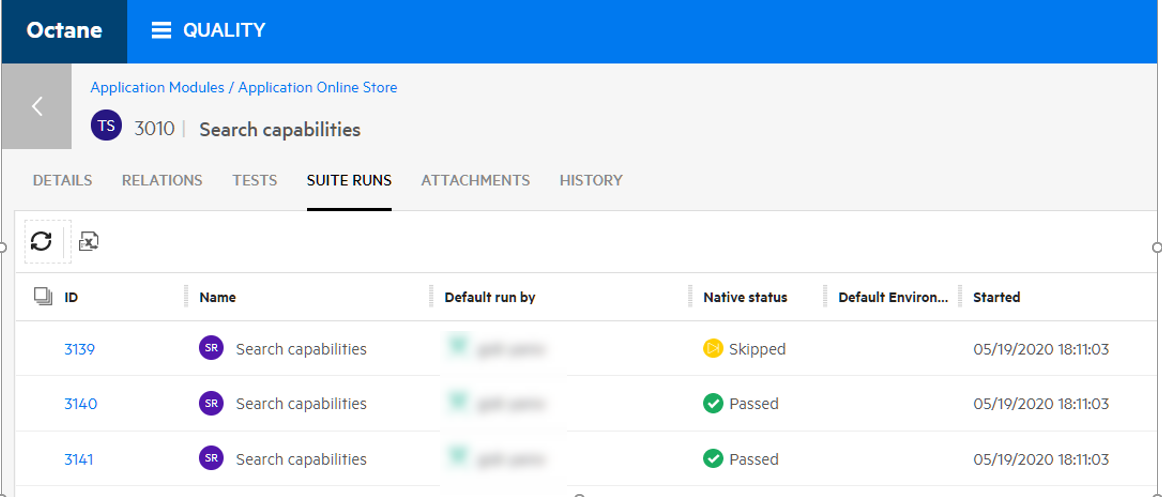 Octane QUALITY
Application Modules / Application Online Store
TS 3010 | Search capabilities
DETAILS RELATIONS TESTS SUITE RUNS ATTACHMENTS HISTORY
ID Name Default run by Native status Default Environ... Started
3139 SR Search capabilities Skipped 05/19/2020 18:11:03
3140 SR Search capabilities Passed 05/19/2020 18:11:03
3141 SR Search capabilities Passed 05/19/2020 18:11:03